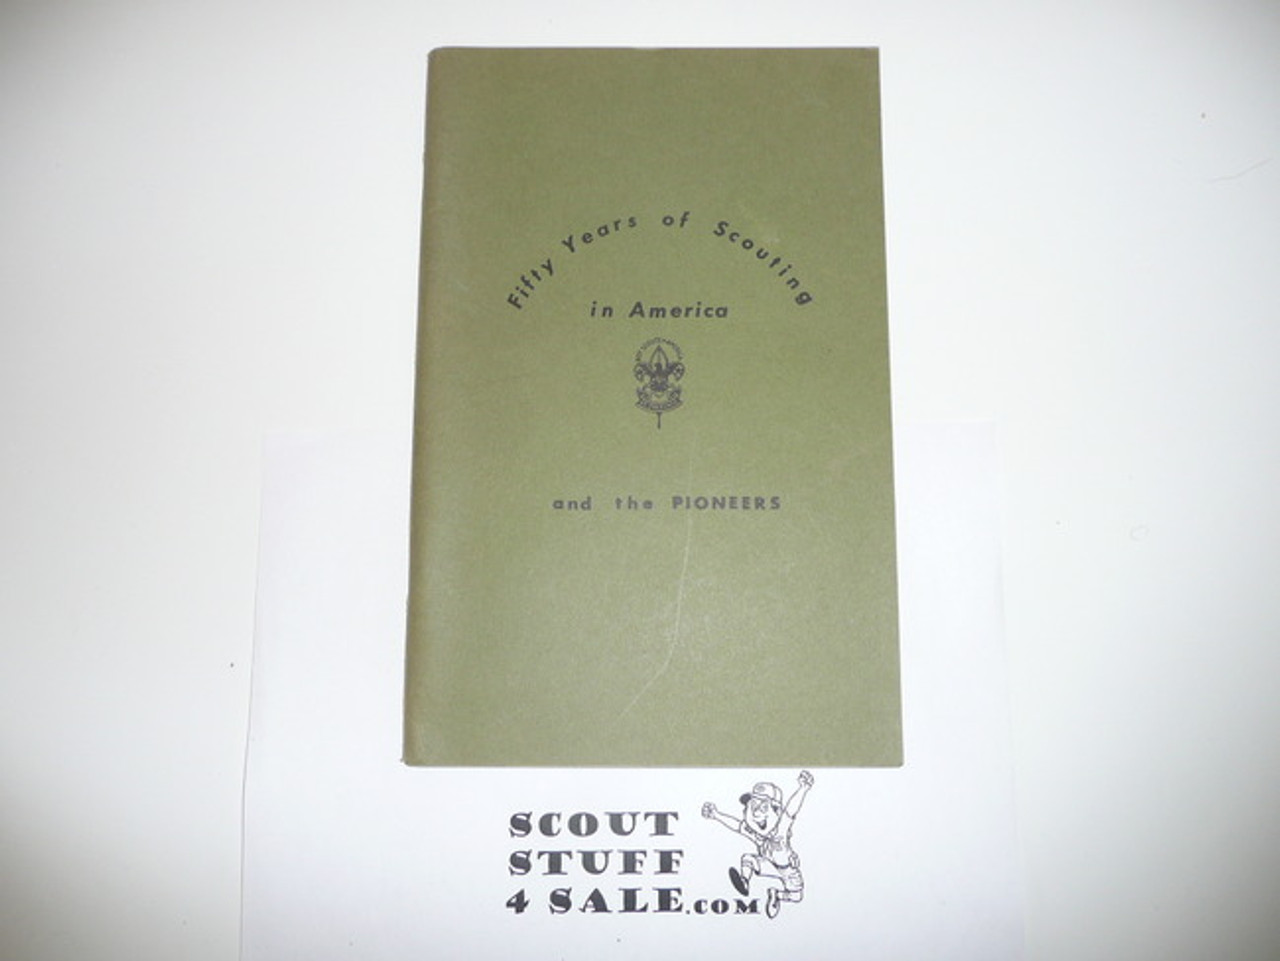 Fifty Years of Scouting
in America
and the PIONEERS
SCOUT
STUFF
4 SALE.COM